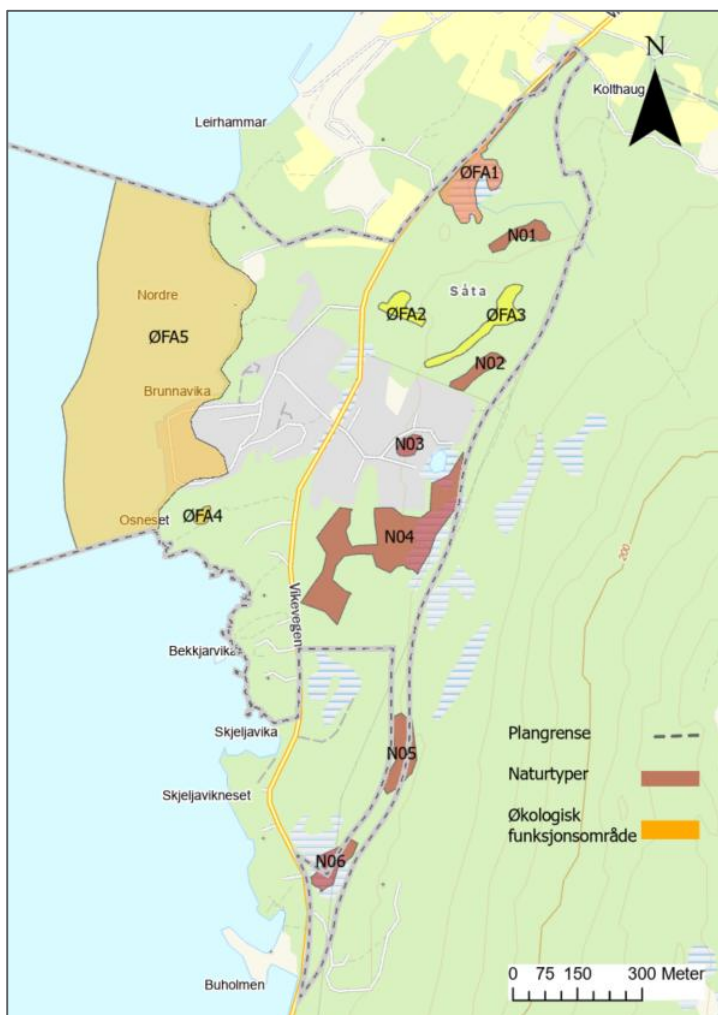 N
Kolthaug
Leirhammar
ØFA1
N01
Såta
Nordre
ØFA2
ØFA3
ØFA5
N02
Brunnavika
N03
Osneset
ØFA4
N04
Vikevegen
Bekkjarvika
Skjeljavika
Plangrense
N05
Naturtyper
Skjeljavikneset
Økologisk
funksjonsområde
200
N06
Buholmen
0 75 150 300 Meter